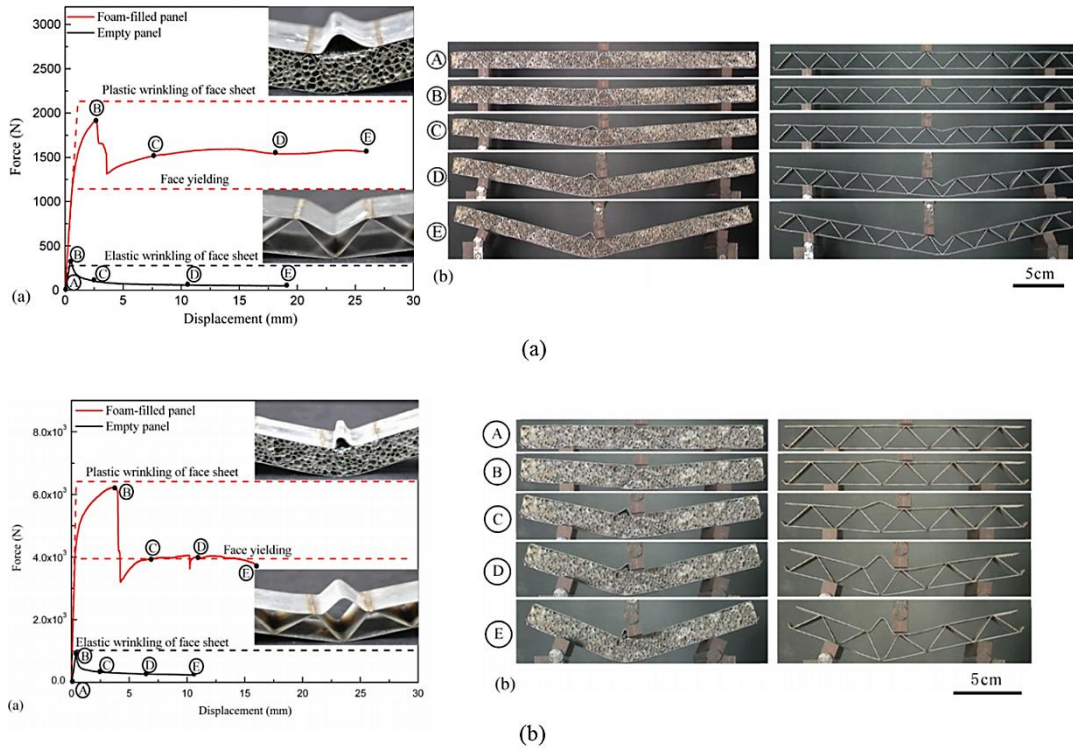 Foam-filled panel
Empty panel
Plastic wrinkling of face sheet
Face yielding
Elastic wrinkling of face sheet
Force (N)
3000
2500
2000
1500
1000
500
0
B
C
D
E
B
A
C
D
E
0
5
10
15
20
25
30
Displacement (mm)
(a)
A
B
C
D
E
(b)
5cm
(a)
Foam-filled panel
Empty panel
Plastic wrinkling of face sheet
Face yielding
Elastic wrinkling of face sheet
Force (N)
8.0x10³
6.0x10³
4.0x10³
2.0x10³
0.0
B
C
D
E
B
A
C
D
E
0
5
10
15
20
25
30
Displacement (mm)
(a)
A
B
C
D
E
(b)
5cm
(b)